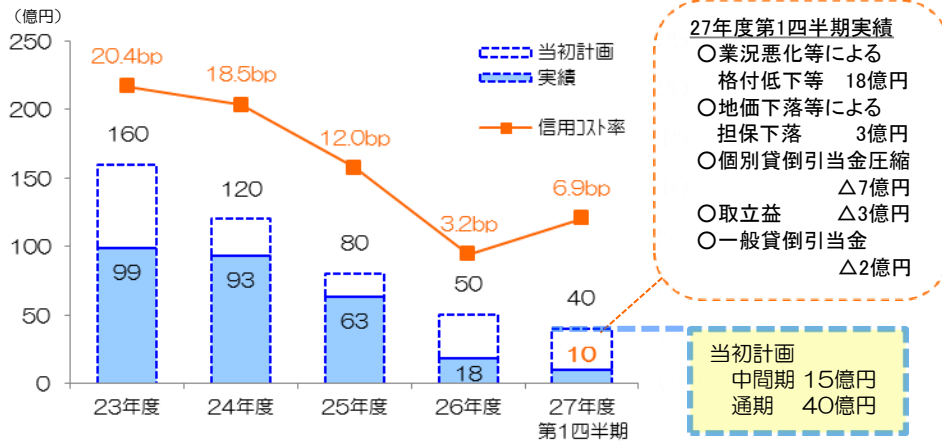 （億円）
250
200
150
100
50
0
20.4bp
18.5bp
12.0bp
3.2bp
6.9bp
当初計画
実績
信用コスト率
160
120
80
50
40
99
93
63
18
10
23年度
24年度
25年度
26年度
27年度
第1四半期
27年度第1四半期実績
〇業況悪化等による
格付低下等 18億円
〇地価下落等による
担保下落 3億円
〇個別貸倒引当金圧縮
△7億円
〇取立益 △3億円
〇一般貸倒引当金
△2億円
当初計画
中間期 15億円
通期 40億円